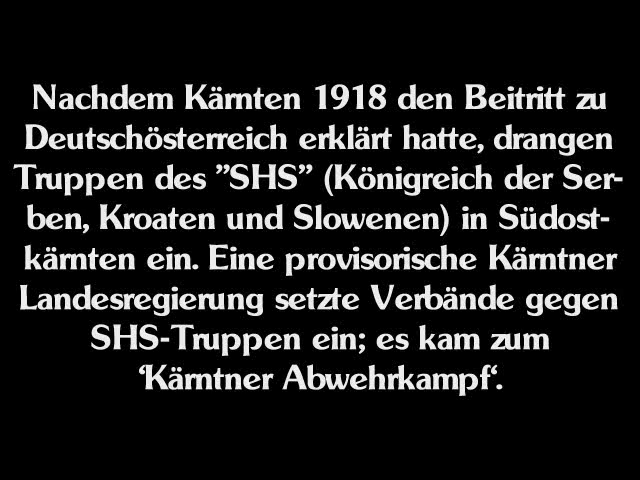 Nachdem Kärnten 1918 den Beitritt zu
Deutschösterreich erklärt hatte, drangen
Truppen des "SHS" (Königreich der Ser-
ben, Kroaten und Slowenen) in Südost-
kärnten ein. Eine provisorische Kärntner
Landesregierung setzte Verbände gegen
SHS-Truppen ein; es kam zum
‘Kärntner Abwehrkampf‘.